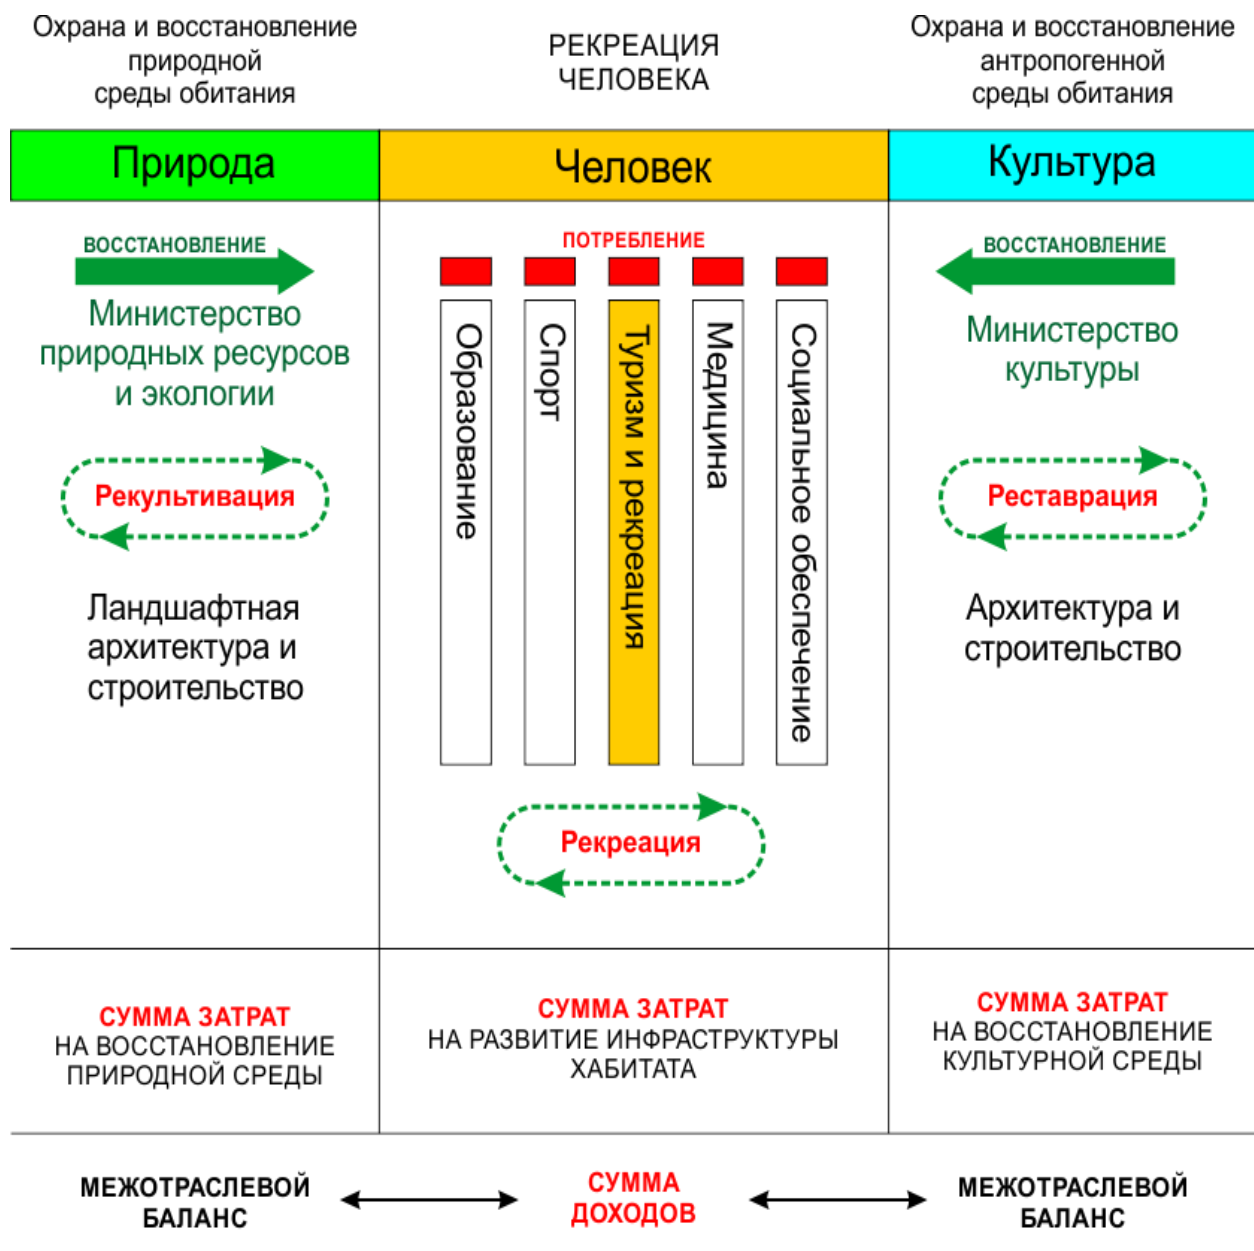 Охрана и восстановление
природной
среды обитания
РЕКРЕАЦИЯ
ЧЕЛОВЕКА
Охрана и восстановление
антропогенной
среды обитания
Природа
Человек
Культура
ВОССТАНОВЛЕНИЕ
Министерство
природных ресурсов
и экологии
Рекультивация
Ландшафтная
архитектура и
строительство
ПОТРЕБЛЕНИЕ
Образование
Спорт
Туризм и рекреация
Медицина
Социальное обеспечение
Рекреация
ВОССТАНОВЛЕНИЕ
Министерство
культуры
Реставрация
Архитектура и
строительство
СУММА ЗАТРАТ
НА ВОССТАНОВЛЕНИЕ
ПРИРОДНОЙ СРЕДЫ
СУММА ЗАТРАТ
НА РАЗВИТИЕ ИНФРАСТРУКТУРЫ
ХАБИТАТА
СУММА ЗАТРАТ
НА ВОССТАНОВЛЕНИЕ
КУЛЬТУРНОЙ СРЕДЫ
МЕЖОТРАСЛЕВОЙ
БАЛАНС
СУММА
ДОХОДОВ
МЕЖОТРАСЛЕВОЙ
БАЛАНС